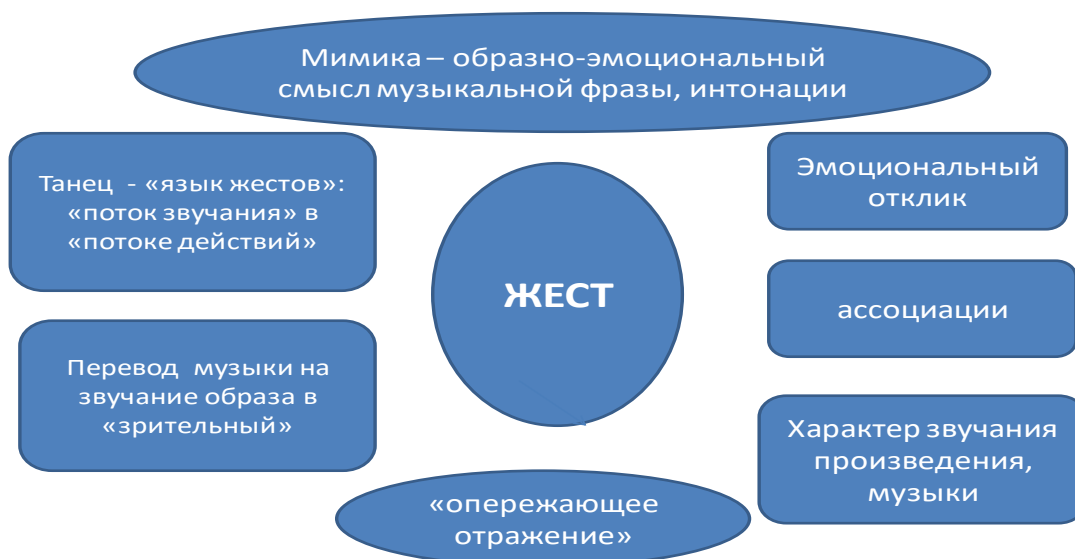 Мимика – образно-эмоциональный
смысл музыкальной фразы, интонации
Танец - «язык жестов»:
«поток звучания» в
«потоке действий»
Перевод музыки на
звучание образа в
«зрительный»
ЖЕСТ
Эмоциональный
отклик
ассоциации
Характер звучания
произведения,
музыки
«опережающее
отражение»